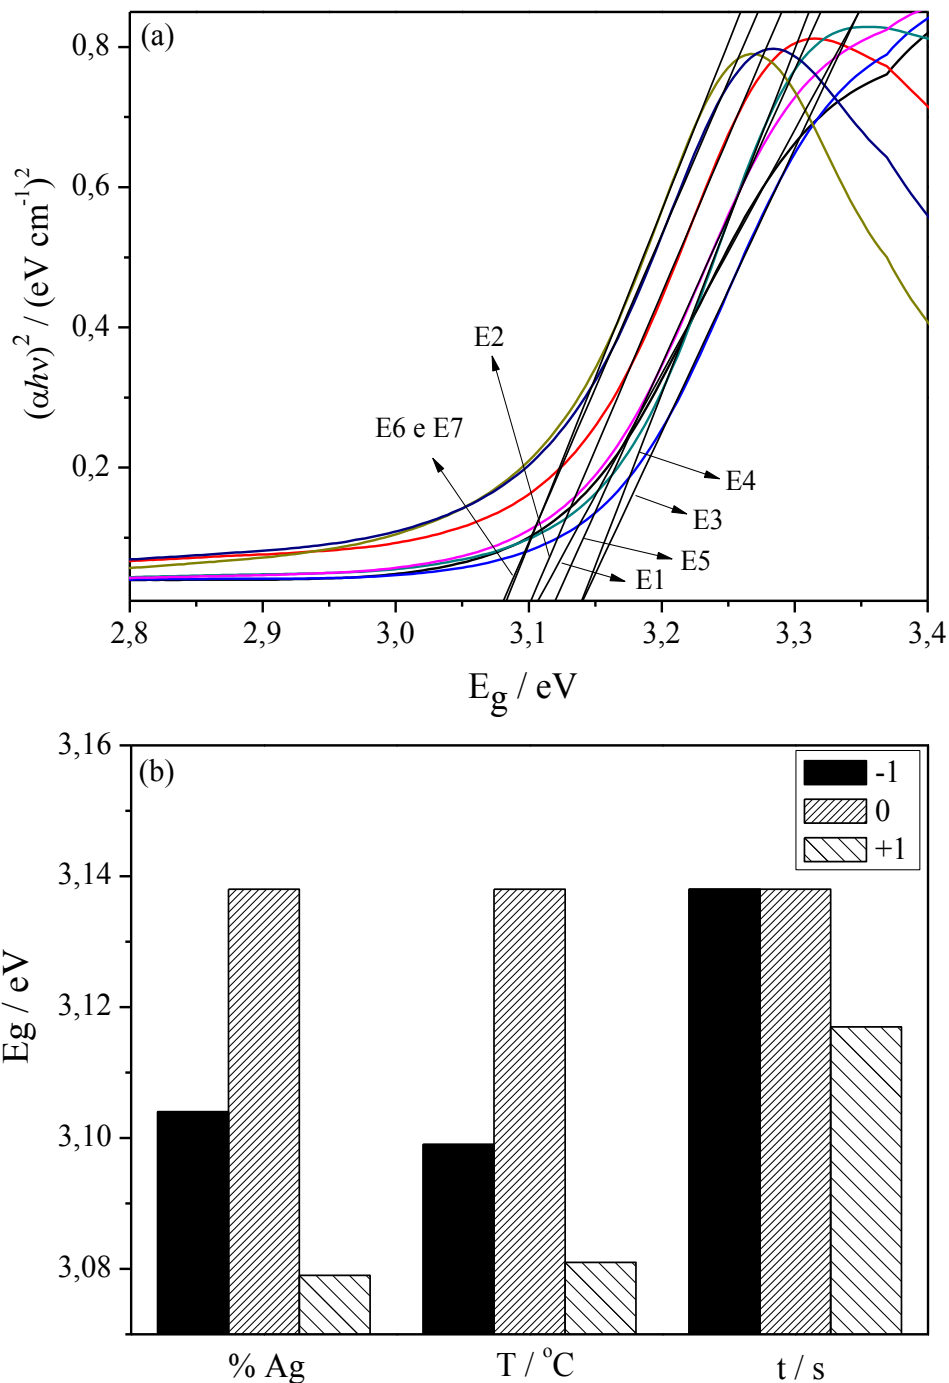 (a)
0,8
0,6
0,4
0,2
(αhν)² / (eV cm⁻¹)²
E2
E6 e E7
E4
E3
E5
E1
2,8 2,9 3,0 3,1 3,2 3,3 3,4
E_g / eV
(b)
-1
0
+1
3,16
3,14
3,12
3,10
3,08
Eg / eV
% Ag T / °C t / s